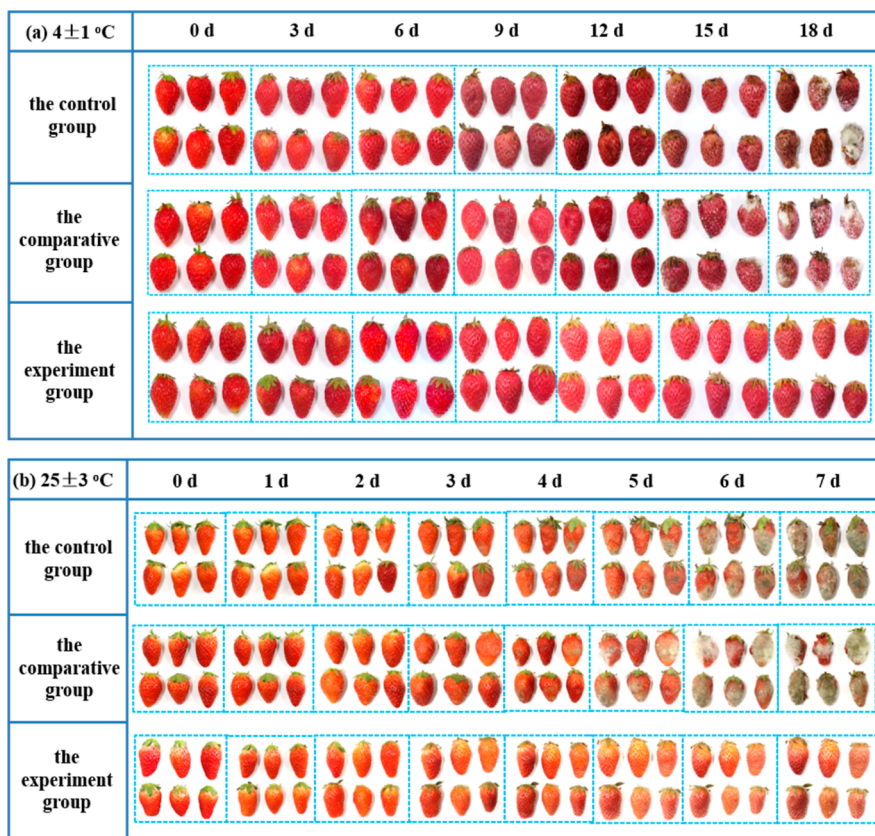 (a) 4±1 °C 0 d 3 d 6 d 9 d 12 d 15 d 18 d
the control
group
the
comparative
group
the
experiment
group
(b) 25±3 °C 0 d 1 d 2 d 3 d 4 d 5 d 6 d 7 d
the control
group
the
comparative
group
the
experiment
group